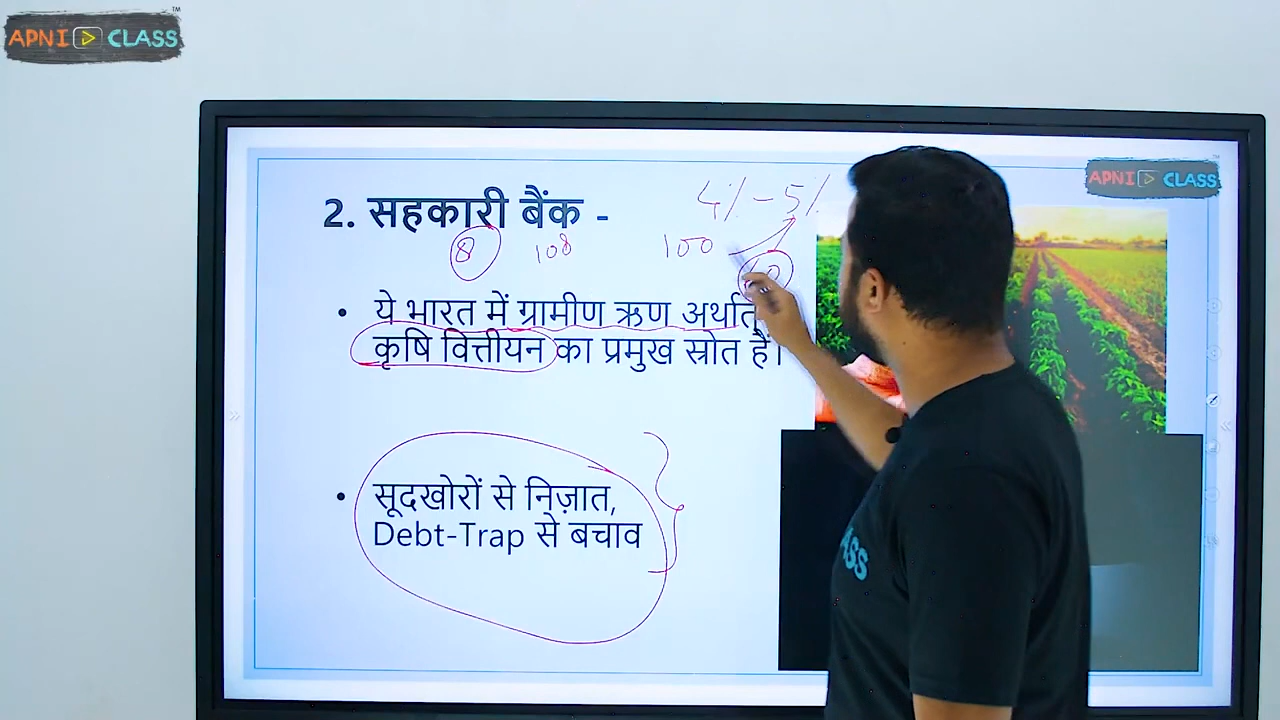 APNI CLASS
TM
APNI CLASS
4% - 5%
2. सहकारी बैंक -
8 108 100
ये भारत में ग्रामीण ऋण अर्थात्
कृषि वित्तीयन का प्रमुख स्रोत हैं।
सूदखोरों से निज़ात,
Debt-Trap से बचाव